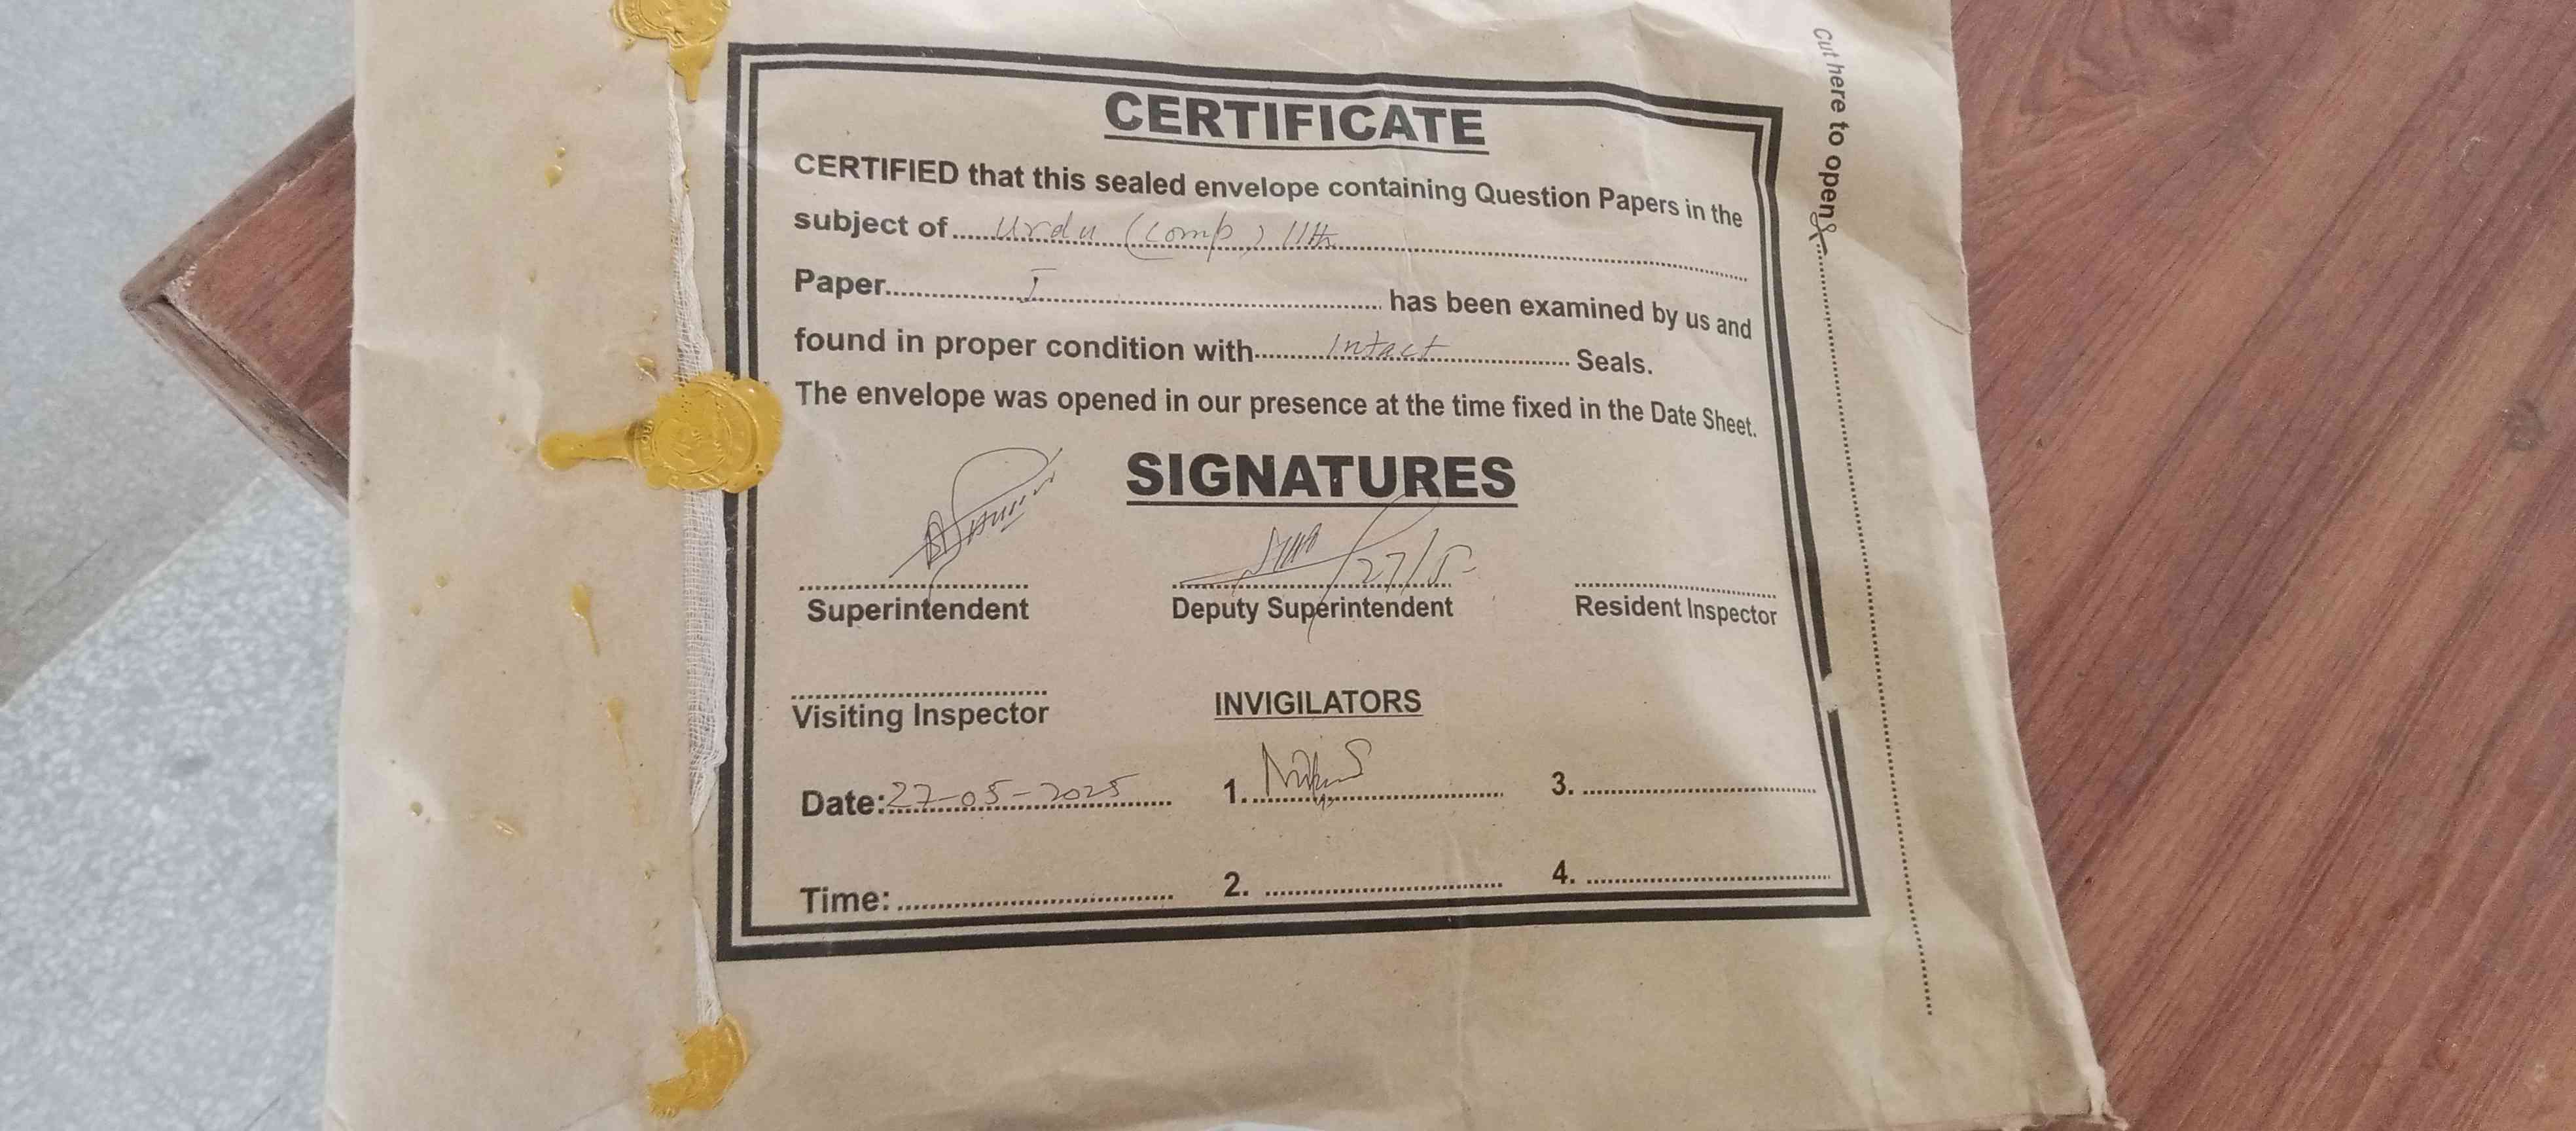 CERTIFICATE
CERTIFIED that this sealed envelope containing Question Papers in the
subject of Urdu (Comp) 11th
Paper I has been examined by us and
found in proper condition with Intact Seals.
The envelope was opened in our presence at the time fixed in the Date Sheet.
SIGNATURES
27/5
Superintendent Deputy Superintendent Resident Inspector
Visiting Inspector INVIGILATORS
Date: 27-05-2025 1. 3.
Time: 2. 4.
Cut here to open